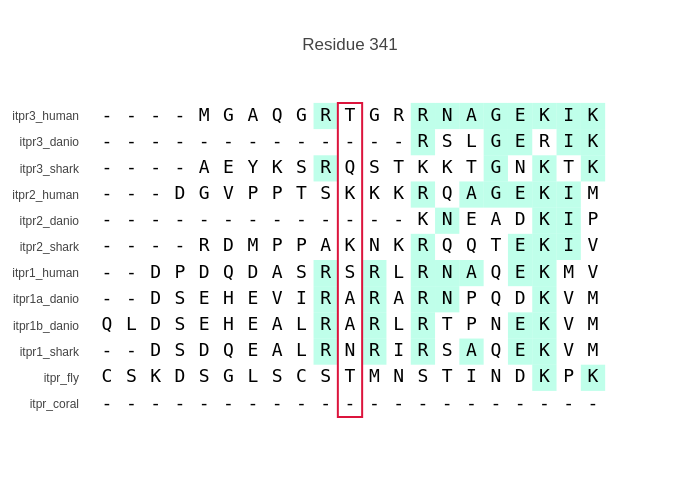 Residue 341
itpr3_human - - - - M G A Q G R T G R R N A G E K I K
itpr3_danio - - - - - - - - - - - - - R S L G E R I K
itpr3_shark - - - - A E Y K S R Q S T K K T G N K T K
itpr2_human - - - D G V P P T S K K K R Q A G E K I M
itpr2_danio - - - - - - - - - - - - - K N E A D K I P
itpr2_shark - - - - R D M P P A K N K R Q Q T E K I V
itpr1_human - - D P D Q D A S R S R L R N A Q E K M V
itpr1a_danio - - D S E H E V I R A R A R N P Q D K V M
itpr1b_danio Q L D S E H E A L R A R L R T P N E K V M
itpr1_shark - - D S D Q E A L R N R I R S A Q E K V M
itpr_fly C S K D S G L S C S T M N S T I N D K P K
itpr_coral - - - - - - - - - - - - - - - - - - - - -